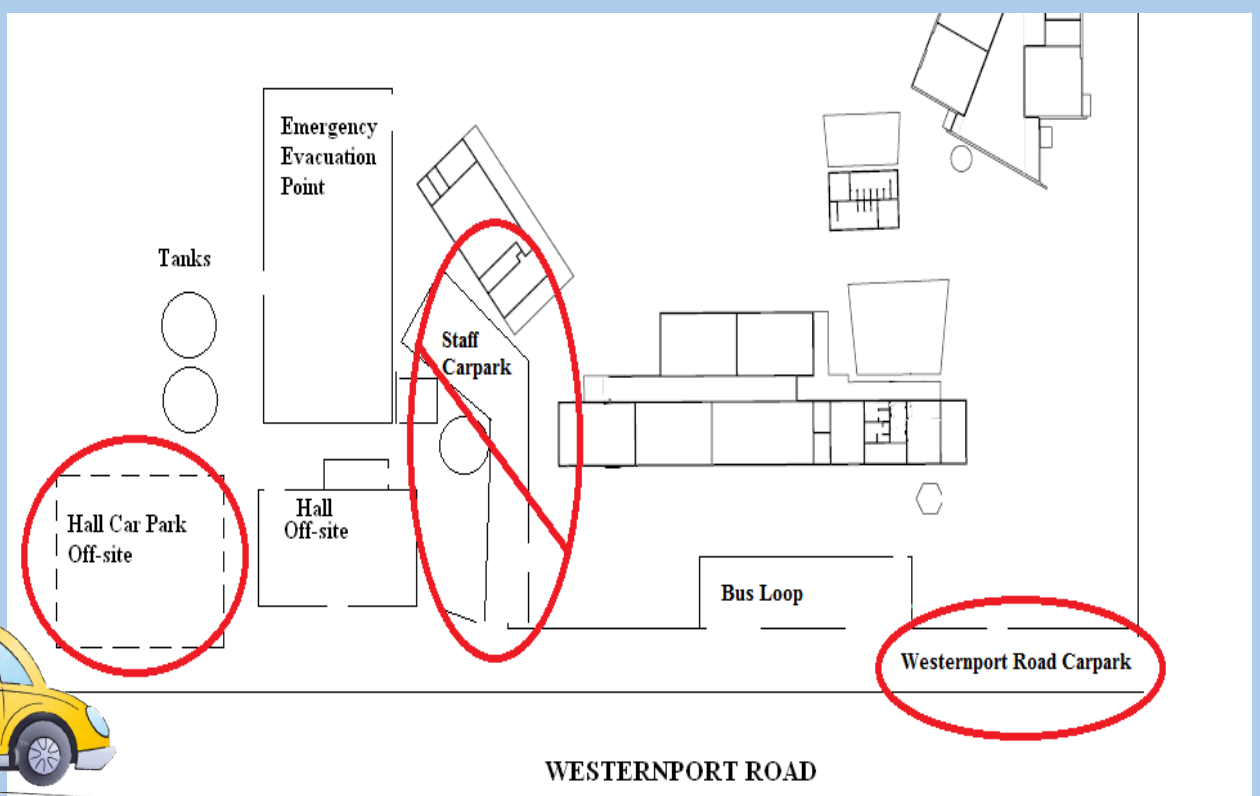 Emergency
Evacuation
Point
Tanks
Staff
Carpark
Hall Car Park
Off-site
Hall
Off-site
Bus Loop
Westernport Road Carpark
WESTERNPORT ROAD